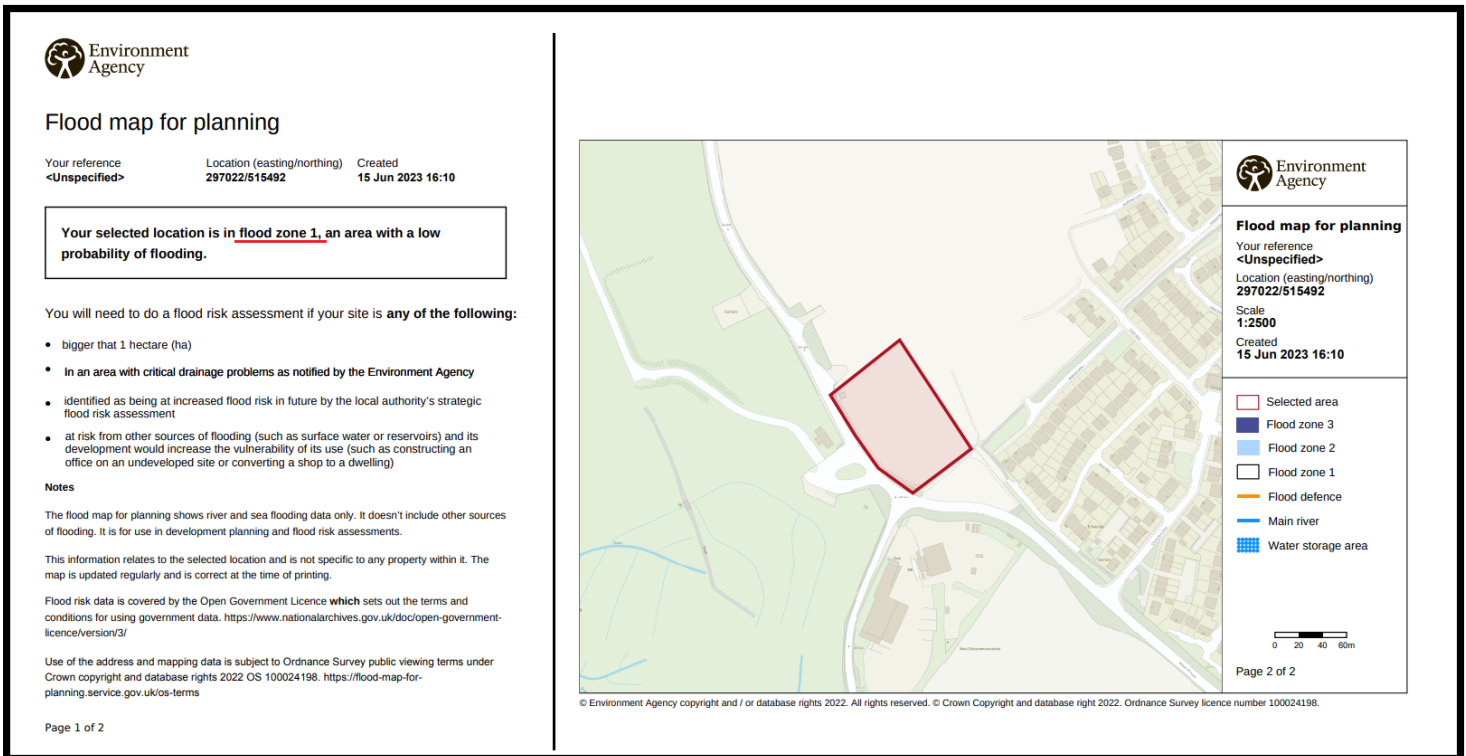 Environment
Agency
Flood map for planning
Your reference
<Unspecified>
Location (easting/northing)
297022/515492
Created
15 Jun 2023 16:10
Your selected location is in flood zone 1, an area with a low
probability of flooding.
You will need to do a flood risk assessment if your site is any of the following:
bigger that 1 hectare (ha)
In an area with critical drainage problems as notified by the Environment Agency
identified as being at increased flood risk in future by the local authority's strategic
flood risk assessment
at risk from other sources of flooding (such as surface water or reservoirs) and its
development would increase the vulnerability of its use (such as constructing an
office on an undeveloped site or converting a shop to a dwelling)
Notes
The flood map for planning shows river and sea flooding data only. It doesn't include other sources
of flooding. It is for use in development planning and flood risk assessments.
This information relates to the selected location and is not specific to any property within it. The
map is updated regularly and is correct at the time of printing.
Flood risk data is covered by the Open Government Licence which sets out the terms and
conditions for using government data. https://www.nationalarchives.gov.uk/doc/open-government-
licence/version/3/
Use of the address and mapping data is subject to Ordnance Survey public viewing terms under
Crown copyright and database rights 2022 OS 100024198. https://flood-map-for-
planning.service.gov.uk/os-terms
Page 1 of 2
Environment
Agency
Flood map for planning
Your reference
<Unspecified>
Location (easting/northing)
297022/515492
Scale
1:2500
Created
15 Jun 2023 16:10
Selected area
Flood zone 3
Flood zone 2
Flood zone 1
Flood defence
Main river
Water storage area
0 20 40 60m
Page 2 of 2
© Environment Agency copyright and / or database rights 2022. All rights reserved. © Crown Copyright and database right 2022. Ordnance Survey licence number 100024198.